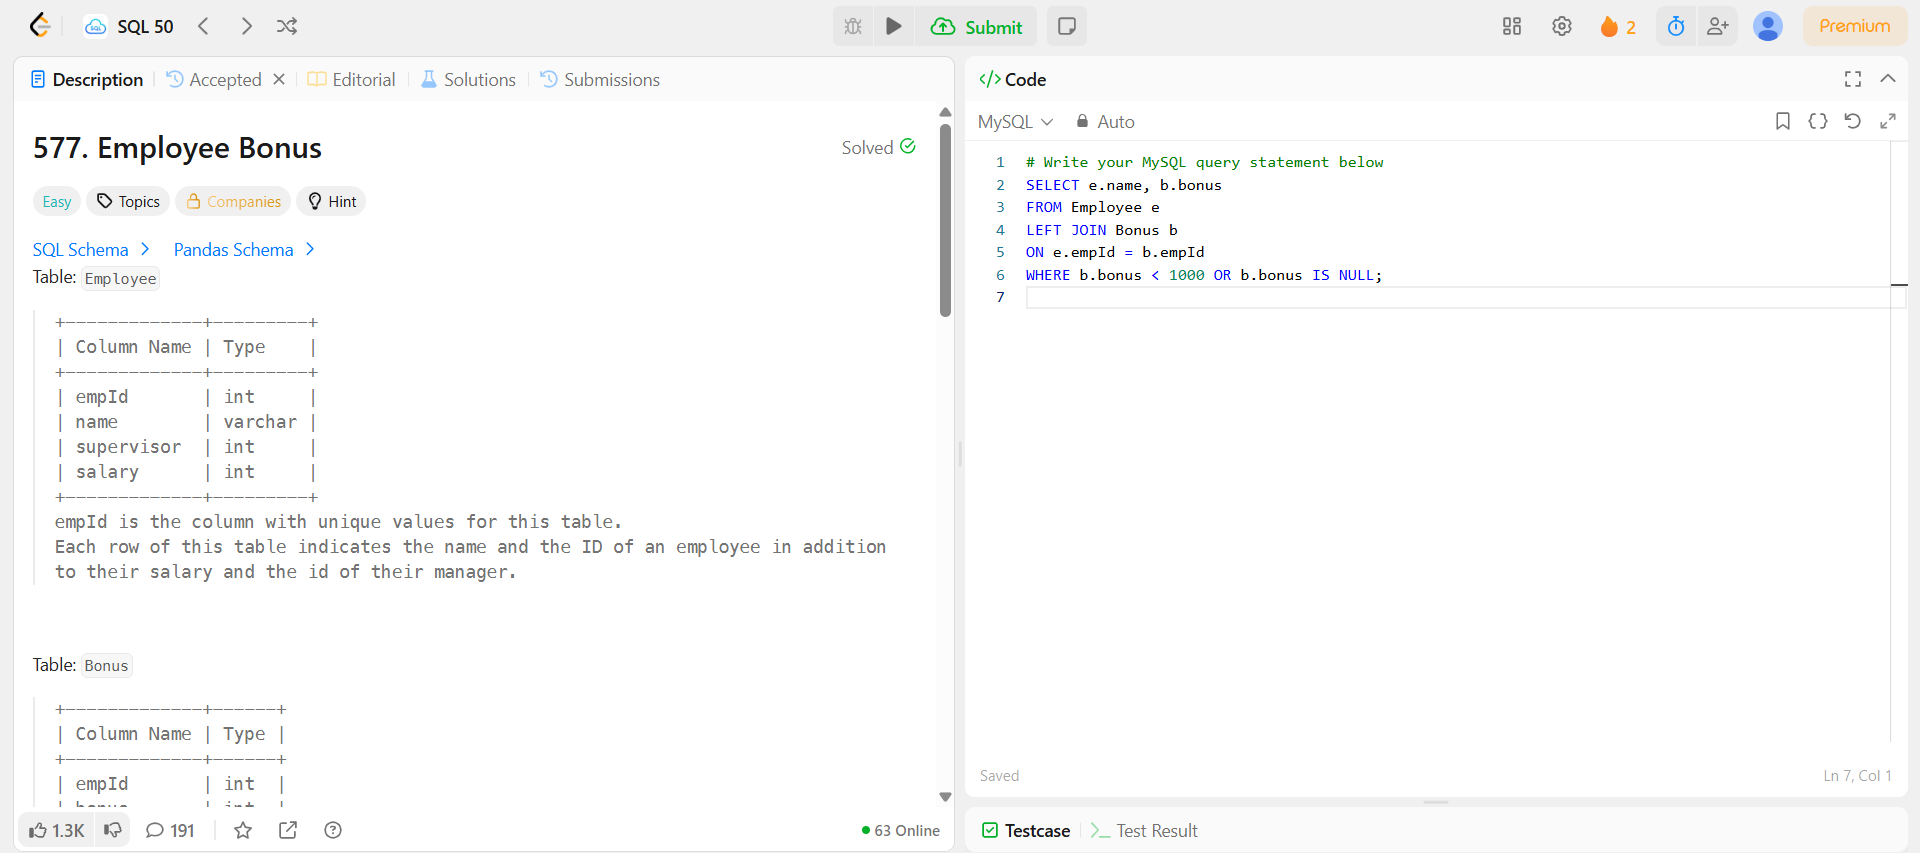 SQL 50
Submit
2
Premium
Description
Accepted
Editorial
Solutions
Submissions
577. Employee Bonus
Solved
Easy
Topics
Companies
Hint
SQL Schema
Pandas Schema
Table: Employee
+-------------+---------+
| Column Name | Type    |
+-------------+---------+
| empId       | int     |
| name        | varchar |
| supervisor  | int     |
| salary      | int     |
+-------------+---------+
empId is the column with unique values for this table.
Each row of this table indicates the name and the ID of an employee in addition
to their salary and the id of their manager.
Table: Bonus
+-------------+------+
| Column Name | Type |
+-------------+------+
| empId       | int  |
| bonus       | int  |
1.3K
191
63 Online
</> Code
MySQL
Auto
1 # Write your MySQL query statement below
2 SELECT e.name, b.bonus
3 FROM Employee e
4 LEFT JOIN Bonus b
5 ON e.empId = b.empId
6 WHERE b.bonus < 1000 OR b.bonus IS NULL;
7
Saved
Ln 7, Col 1
Testcase
Test Result